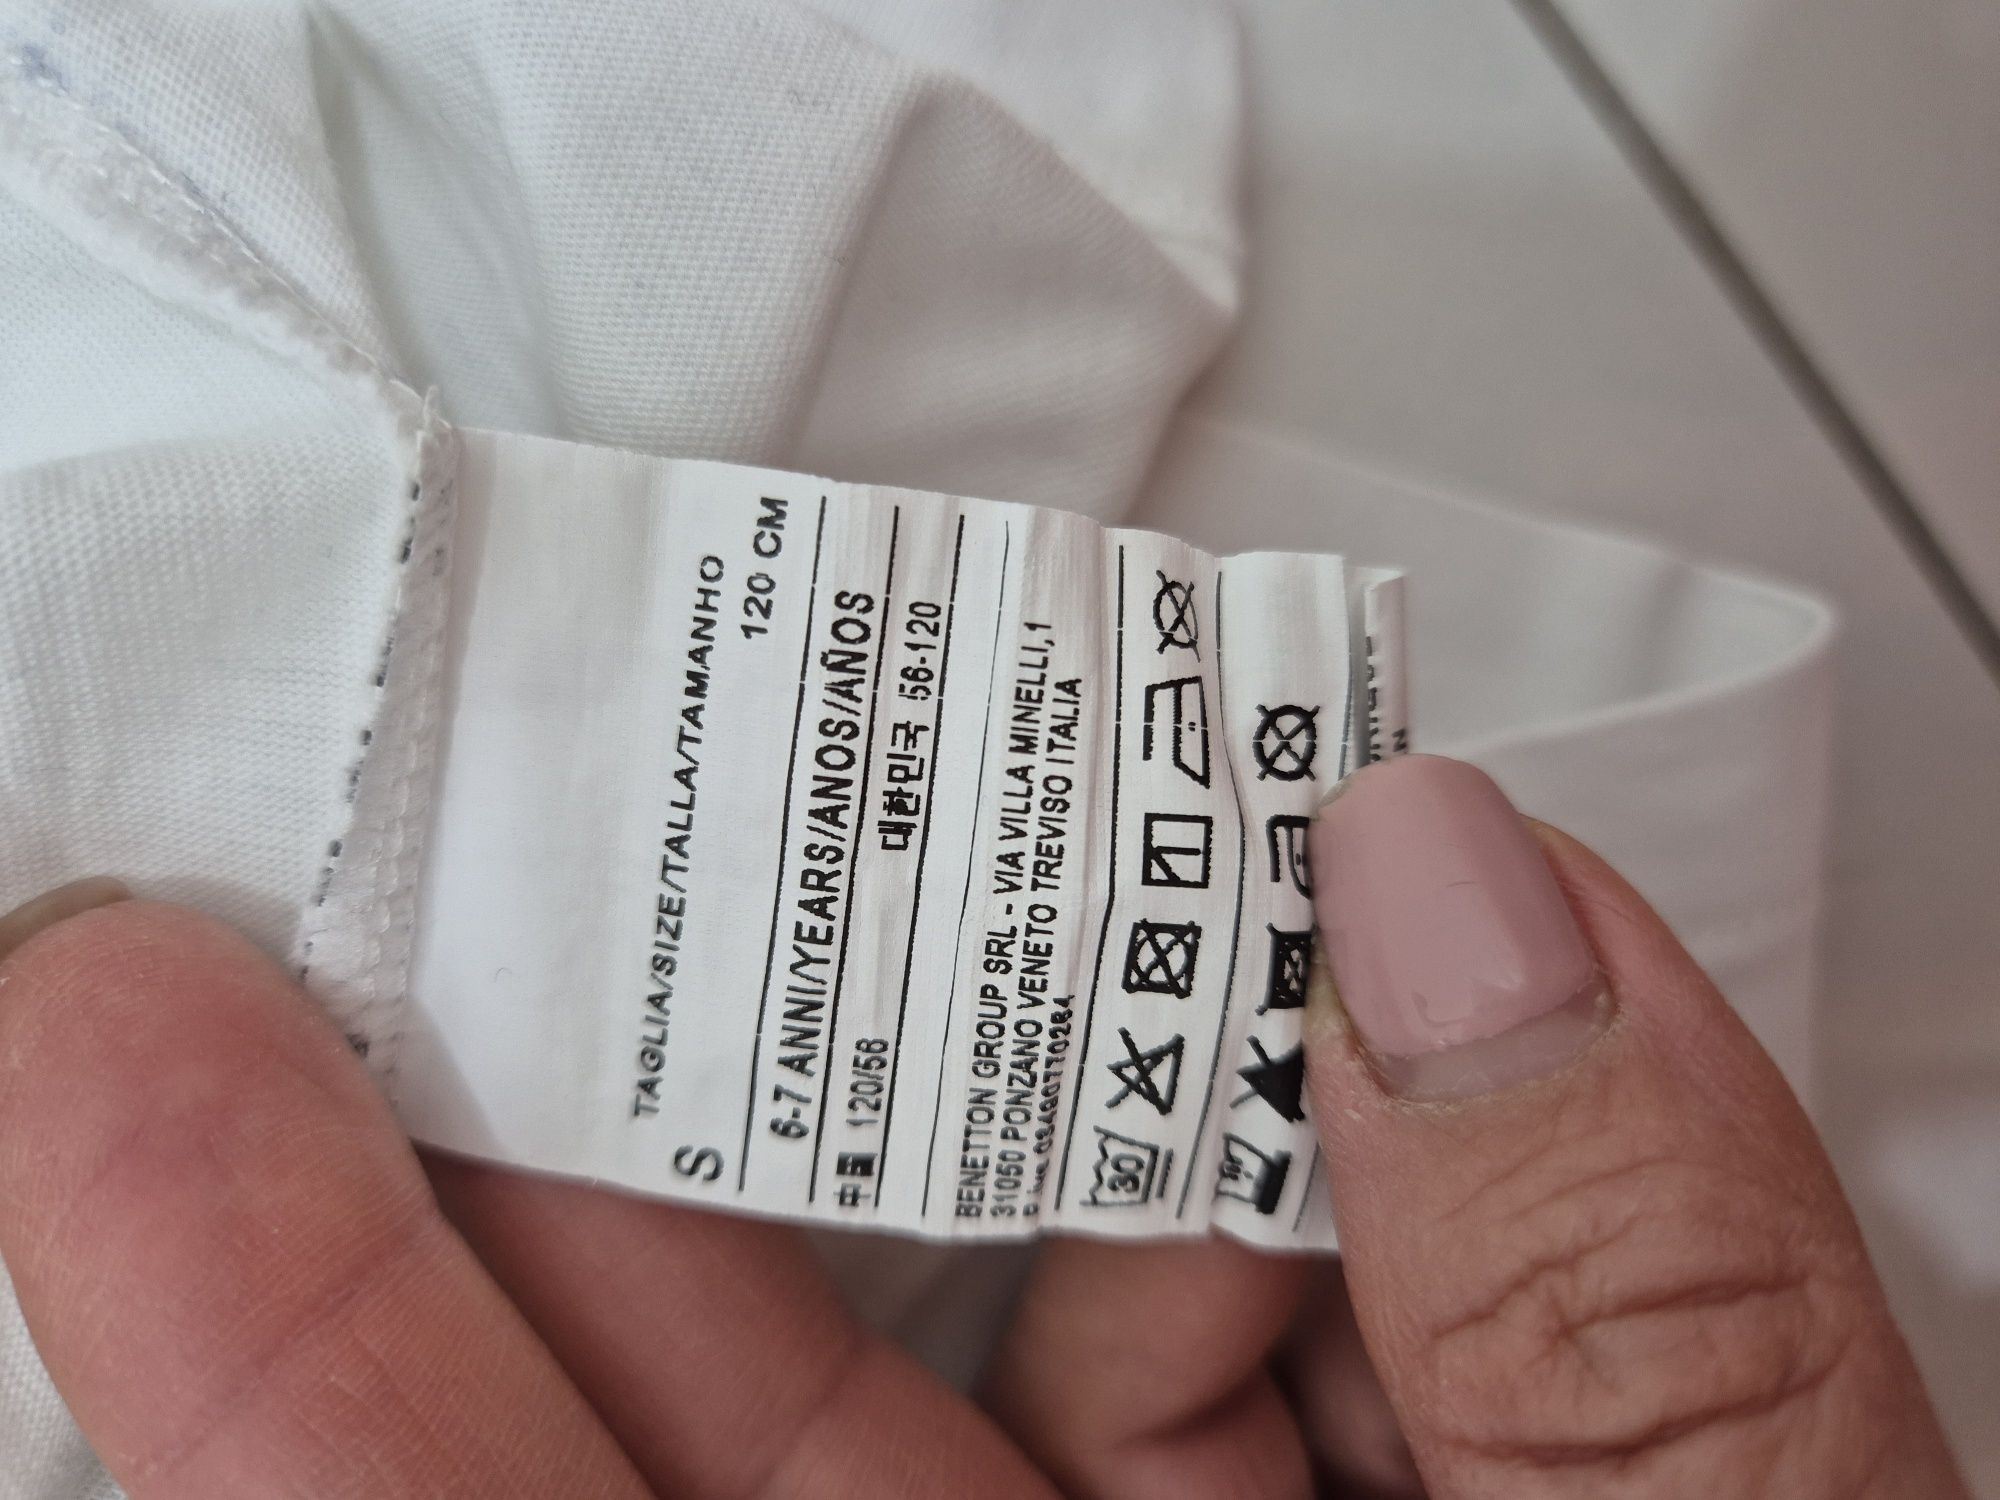 TAGLIA/SIZE/TALLA/TAMANHO
S 120 CM
6-7 ANNI/YEARS/ANOS/AÑOS
中国 120/56 대한민국 56-120
BENETTON GROUP SRL - VIA VILLA MINELLI,1
31050 PONZANO VENETO TREVISO ITALIA
30